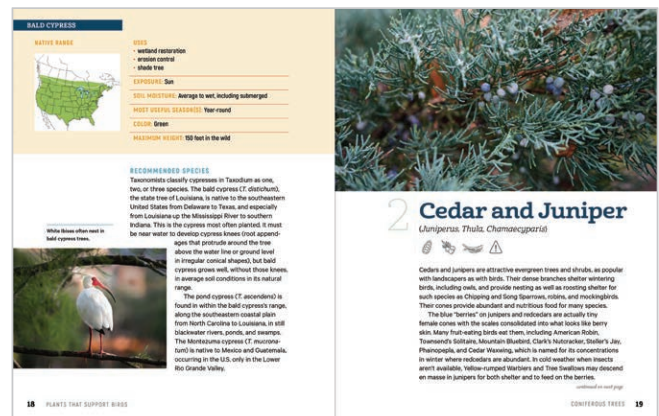 BALD CYPRESS
NATIVE RANGE
USES
• wetland restoration
• erosion control
• shade tree
EXPOSURE: Sun
SOIL MOISTURE: Average to wet, including submerged
MOST USEFUL SEASON(S): Year-round
COLOR: Green
MAXIMUM HEIGHT: 150 feet in the wild
RECOMMENDED SPECIES
Taxonomists classify cypresses in Taxodium as one,
two, or three species. The bald cypress (T. distichum),
the state tree of Louisiana, is native to the southeastern
United States from Delaware to Texas, and especially
from Louisiana up the Mississippi River to southern
Indiana. This is the cypress most often planted. It must
be near water to develop cypress knees (root append-
ages that protrude around the tree
above the water line or ground level
in irregular conical shapes), but bald
cypress grows well, without those knees,
in average soil conditions in its natural
range.
The pond cypress (T. ascendens) is
found in within the bald cypress's range,
along the southeastern coastal plain
from North Carolina to Louisiana, in still
blackwater rivers, ponds, and swamps.
The Montezuma cypress (T. mucrona-
tum) is native to Mexico and Guatemala,
occurring in the U.S. only in the Lower
Rio Grande Valley.
White Ibises often nest in
bald cypress trees.
18 PLANTS THAT SUPPORT BIRDS
2 Cedar and Juniper
(Juniperus, Thula, Chamaecyparis)
Cedars and junipers are attractive evergreen trees and shrubs, as popular
with landscapers as with birds. Their dense branches shelter wintering
birds, including owls, and provide nesting as well as roosting shelter for
such species as Chipping and Song Sparrows, robins, and mockingbirds.
Their cones provide abundant and nutritious food for many species.
The blue "berries" on junipers and redcedars are actually tiny
female cones with the scales consolidated into what looks like berry
skin. Many fruit-eating birds eat them, including American Robin,
Townsend's Solitaire, Mountain Bluebird, Clark's Nutcracker, Steller's Jay,
Phainopepla, and Cedar Waxwing, which is named for its concentrations
in winter where redcedars are abundant. In cold weather when insects
aren't available, Yellow-rumped Warblers and Tree Swallows may descend
en masse in junipers for both shelter and to feed on the berries.
continued on next page
CONIFEROUS TREES 19